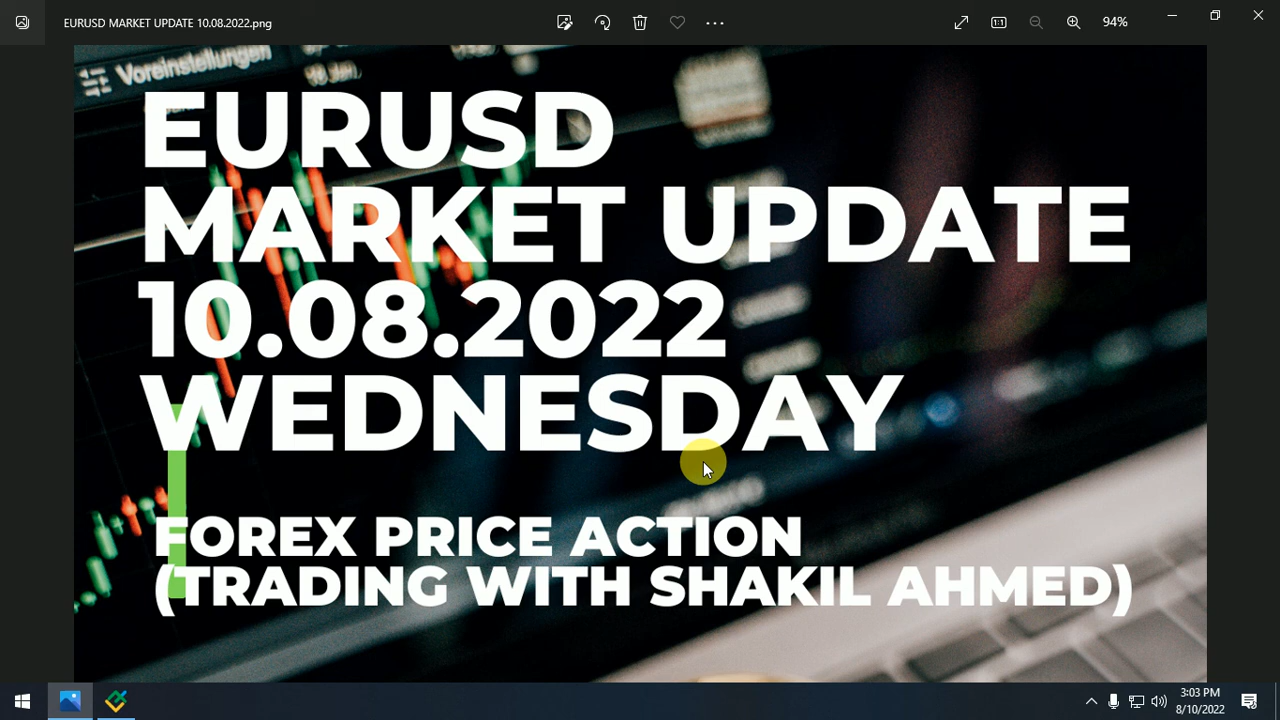 EURUSD MARKET UPDATE 10.08.2022.png
94%
Voreinstellungen
EURUSD
MARKET UPDATE
10.08.2022
WEDNESDAY
FOREX PRICE ACTION
(TRADING WITH SHAKIL AHMED)
3:03 PM
8/10/2022